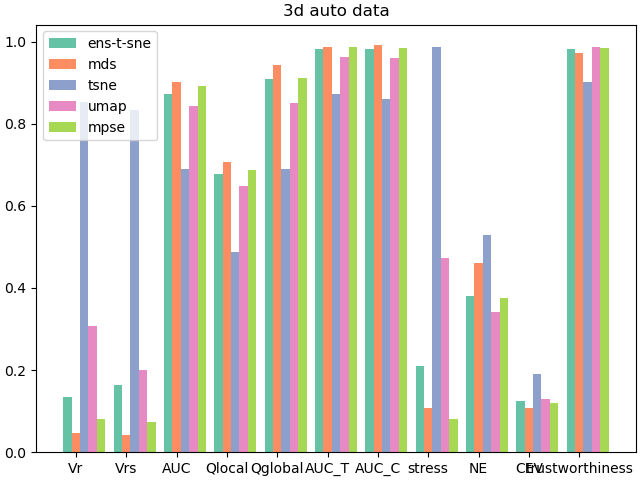 3d auto data
1.0
0.8
0.6
0.4
0.2
0.0
ens-t-sne
mds
tsne
umap
mpse
Vr Vrs AUC Qlocal Qglobal AUC_T AUC_C stress NE CEV trustworthiness